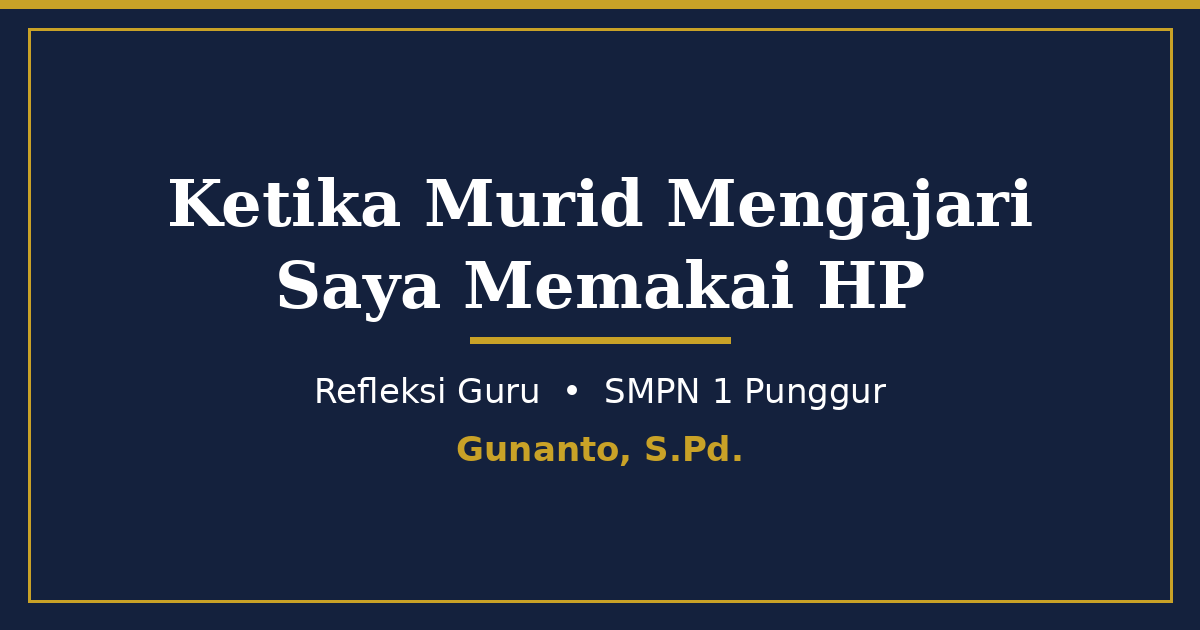 Ketika Murid Mengajari
Saya Memakai HP
Refleksi Guru • SMPN 1 Punggur
Gunanto, S.Pd.